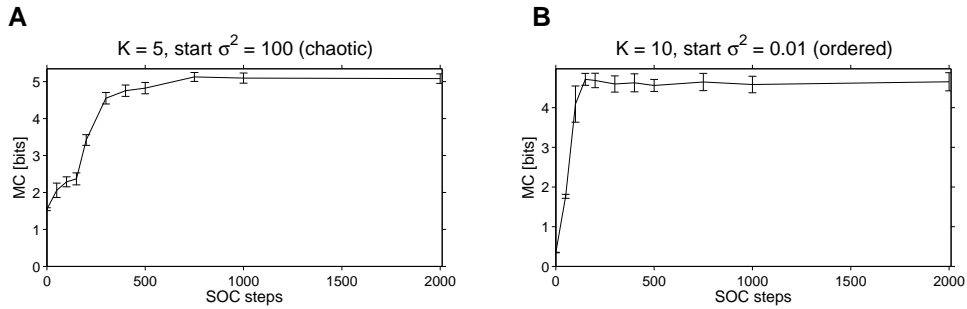 A
K = 5, start σ² = 100 (chaotic)
5
4
3
2
1
0
MC [bits]
0 500 1000 1500 2000
SOC steps
B
K = 10, start σ² = 0.01 (ordered)
4
3
2
1
0
MC [bits]
0 500 1000 1500 2000
SOC steps